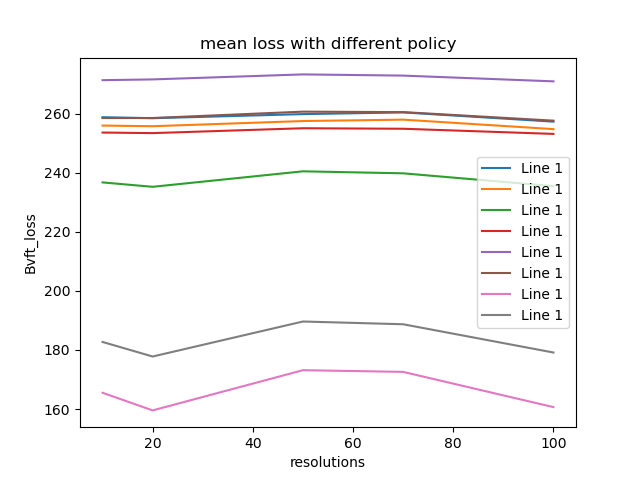 mean loss with different policy
Bvft_loss
260
240
220
200
180
160
Line 1
Line 1
Line 1
Line 1
Line 1
Line 1
Line 1
Line 1
20 40 60 80 100
resolutions